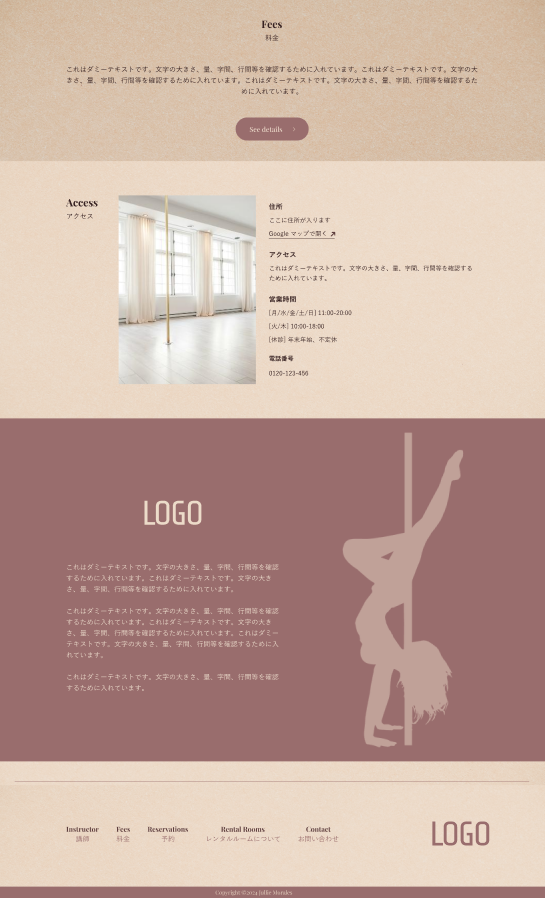 Fees
料金
これはダミーテキストです。文字の大きさ、量、字間、行間等を確認するために入れています。これはダミーテキストです。文字の大
きさ、量、字間、行間等を確認するために入れています。これはダミーテキストです。文字の大きさ、量、字間、行間等を確認するた
めに入れています。
See details
Access
アクセス
住所
ここに住所が入ります
Google マップで開く
アクセス
これはダミーテキストです。文字の大きさ、量、字間、行間等を確認する
ために入れています。
営業時間
[月/水/金/土/日] 11:00-20:00
[火/木] 10:00-18:00
[休診] 年末年始、不定休
電話番号
0120-123-456
LOGO
これはダミーテキストです。文字の大きさ、量、字間、行間等を確認
するために入れています。これはダミーテキストです。文字の大き
さ、量、字間、行間等を確認するために入れています。
これはダミーテキストです。文字の大きさ、量、字間、行間等を確認
するために入れています。これはダミーテキストです。文字の大き
さ、量、字間、行間等を確認するために入れています。これはダミー
テキストです。文字の大きさ、量、字間、行間等を確認するために入
れています。
これはダミーテキストです。文字の大きさ、量、字間、行間等を確認
するために入れています。
Instructor Fees Reservations Rental Rooms Contact
講師 料金 予約 レンタルルームについて お問い合わせ
LOGO
Copyright ©2024 Jullie Mondes